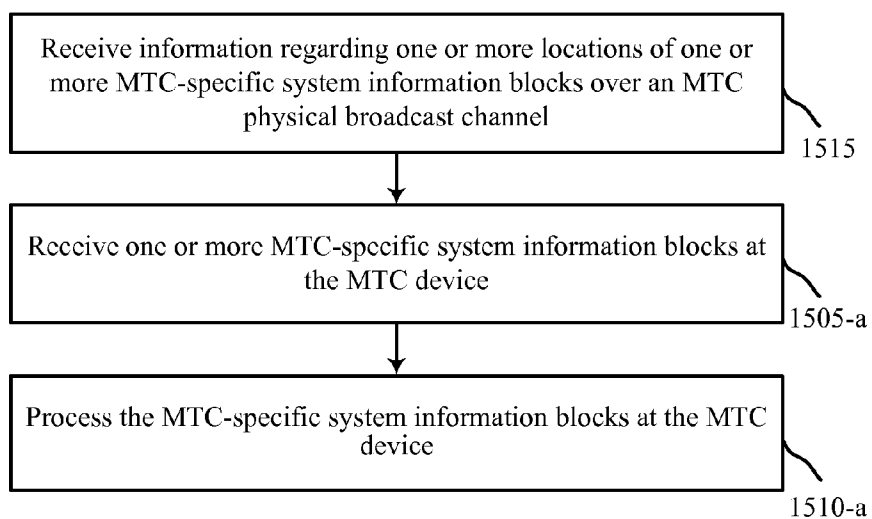 Receive information regarding one or more locations of one or
more MTC-specific system information blocks over an MTC
physical broadcast channel
1515
Receive one or more MTC-specific system information blocks at
the MTC device
1505-a
Process the MTC-specific system information blocks at the MTC
device
1510-a